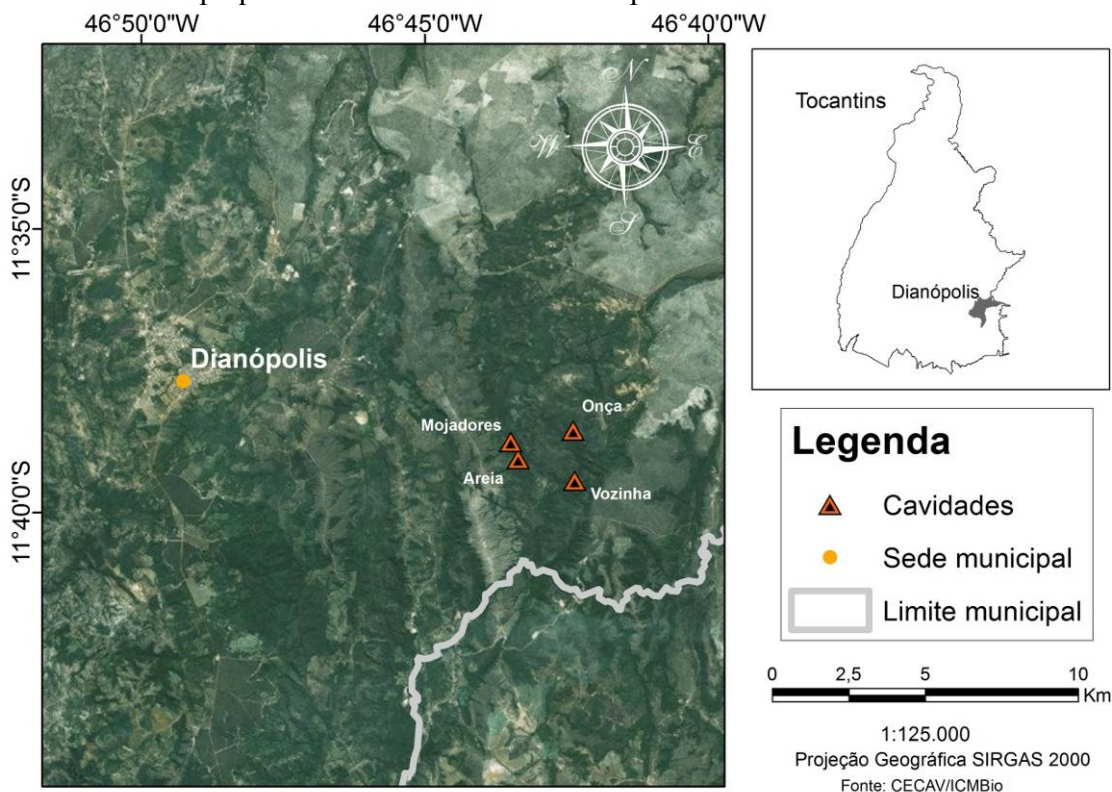 46°50'0"W 46°45'0"W 46°40'0"W
11°35'0"S
11°40'0"S
N
W E
S
Dianópolis
Onça
Mojadores
Areia
Vozinha
Tocantins
Dianópolis
Legenda
Cavidades
Sede municipal
Limite municipal
0 2,5 5 10
Km
1:125.000
Projeção Geográfica SIRGAS 2000
Fonte: CECAV/ICMBio